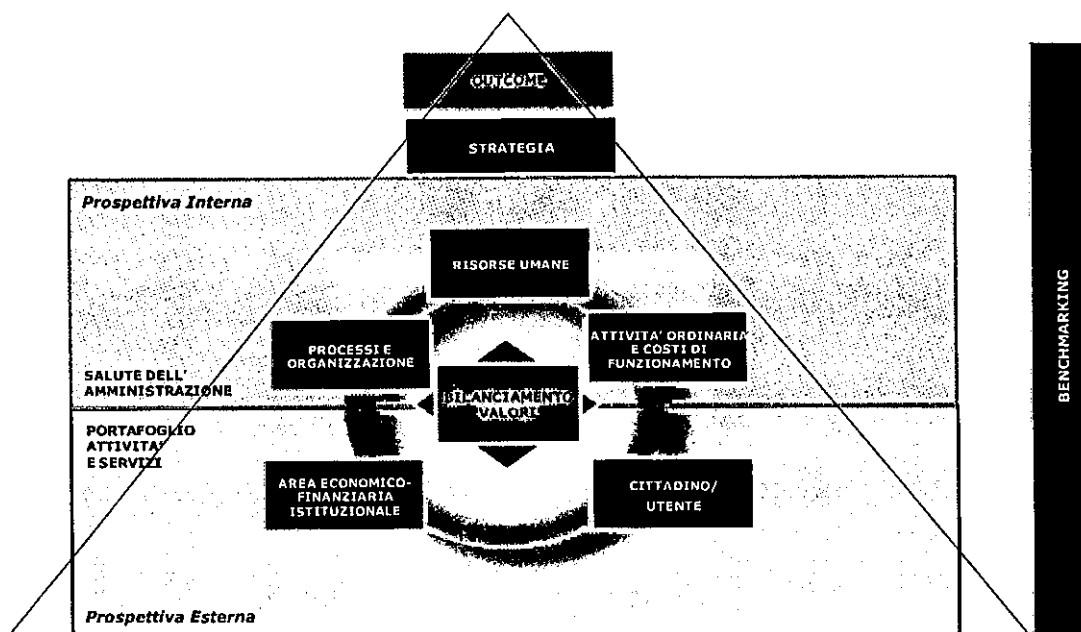 OUTCOME
STRATEGIA
Prospettiva Interna
RISORSE UMANE
PROCESSI E
ORGANIZZAZIONE
ATTIVITA' ORDINARIA
E COSTI DI
FUNZIONAMENTO
SALUTE DELL'
AMMINISTRAZIONE
BILANCIAMENTO
VALORI
PORTAFOGLIO
ATTIVITA'
E SERVIZI
AREA ECONOMICO-
FINANZIARIA
ISTITUZIONALE
CITTADINO/
UTENTE
Prospettiva Esterna
BENCHMARKING